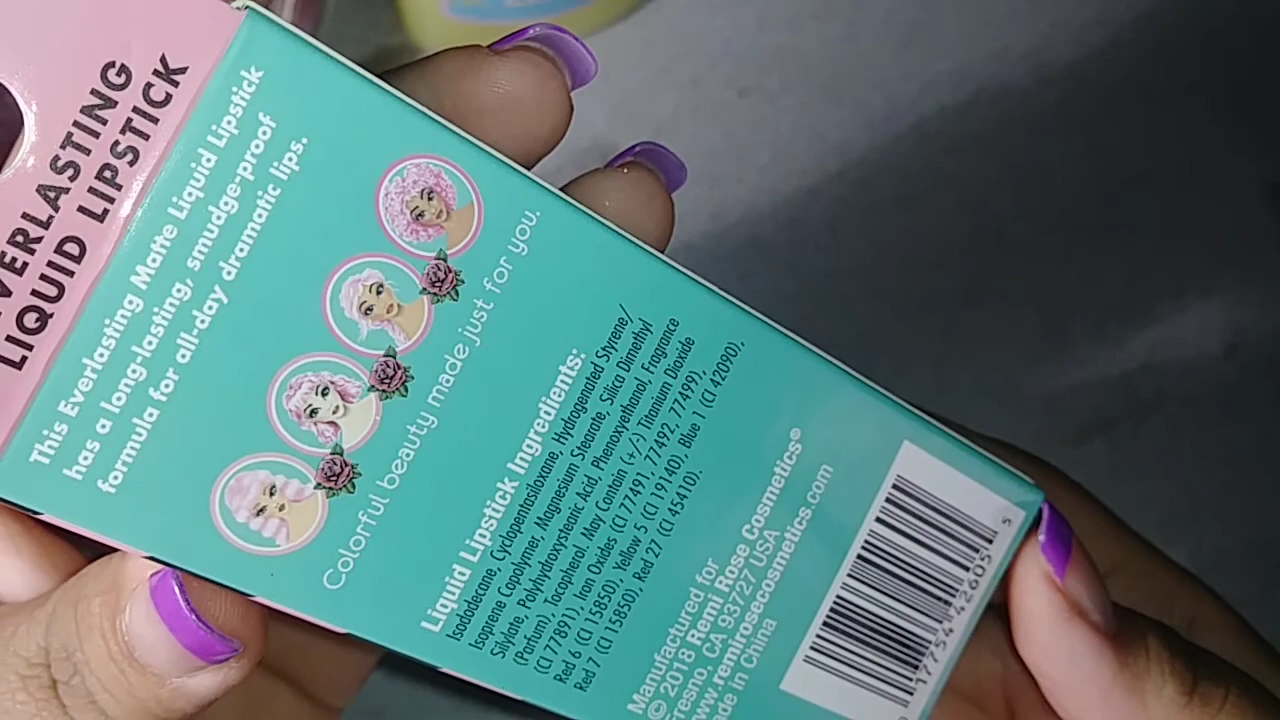 EVERLASTING
LIQUID LIPSTICK
This Everlasting Matte Liquid Lipstick
has a long-lasting, smudge-proof
formula for all-day dramatic lips.
Colorful beauty made just for you.
Liquid Lipstick Ingredients:
Isododecane, Cyclopentasiloxane, Hydrogenated Styrene/
Isoprene Copolymer, Magnesium Stearate, Silica Dimethyl
Silylate, Polyhydroxystearic Acid, Phenoxyethanol, Fragrance
(Parfum), Tocopherol, May Contain (+/-) Titanium Dioxide
(CI 77891), Iron Oxides (CI 77491, 77492, 77499),
Red 6 (CI 15850), Yellow 5 (CI 19140), Blue 1 (CI 42090),
Red 7 (CI 15850), Red 27 (CI 45410).
Manufactured for
© 2018 Remi Rose Cosmetics®
Fresno, CA 93727 USA
www.remirosecosmetics.com
Made in China
17754 42605 5